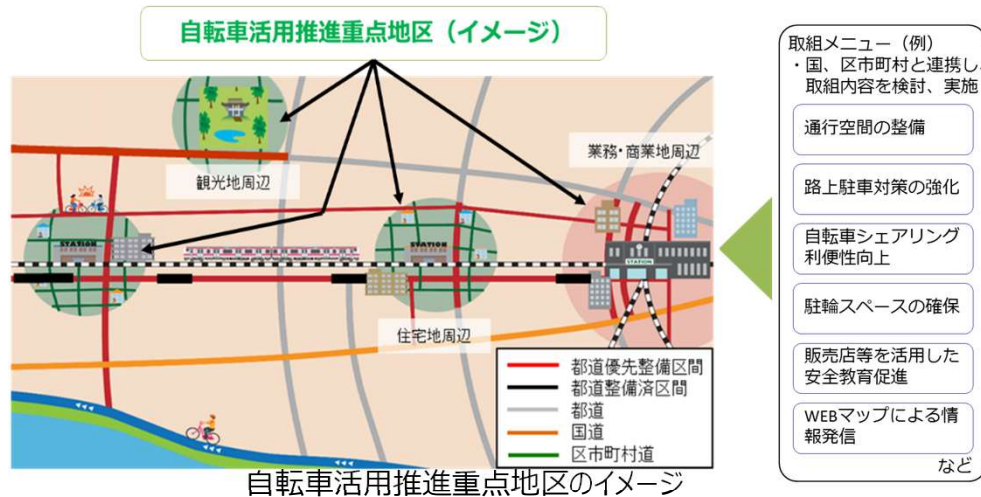 自転車活用推進重点地区（イメージ）
取組メニュー（例）
・国、区市町村と連携し、
取組内容を検討、実施
通行空間の整備
路上駐車対策の強化
自転車シェアリング
利便性向上
駐輪スペースの確保
販売店等を活用した
安全教育促進
WEBマップによる情
報発信
など
業務・商業地周辺
観光地周辺
STATION
STATION
STATION
住宅地周辺
都道優先整備区間
都道整備済区間
都道
国道
区市町村道
自転車活用推進重点地区のイメージ